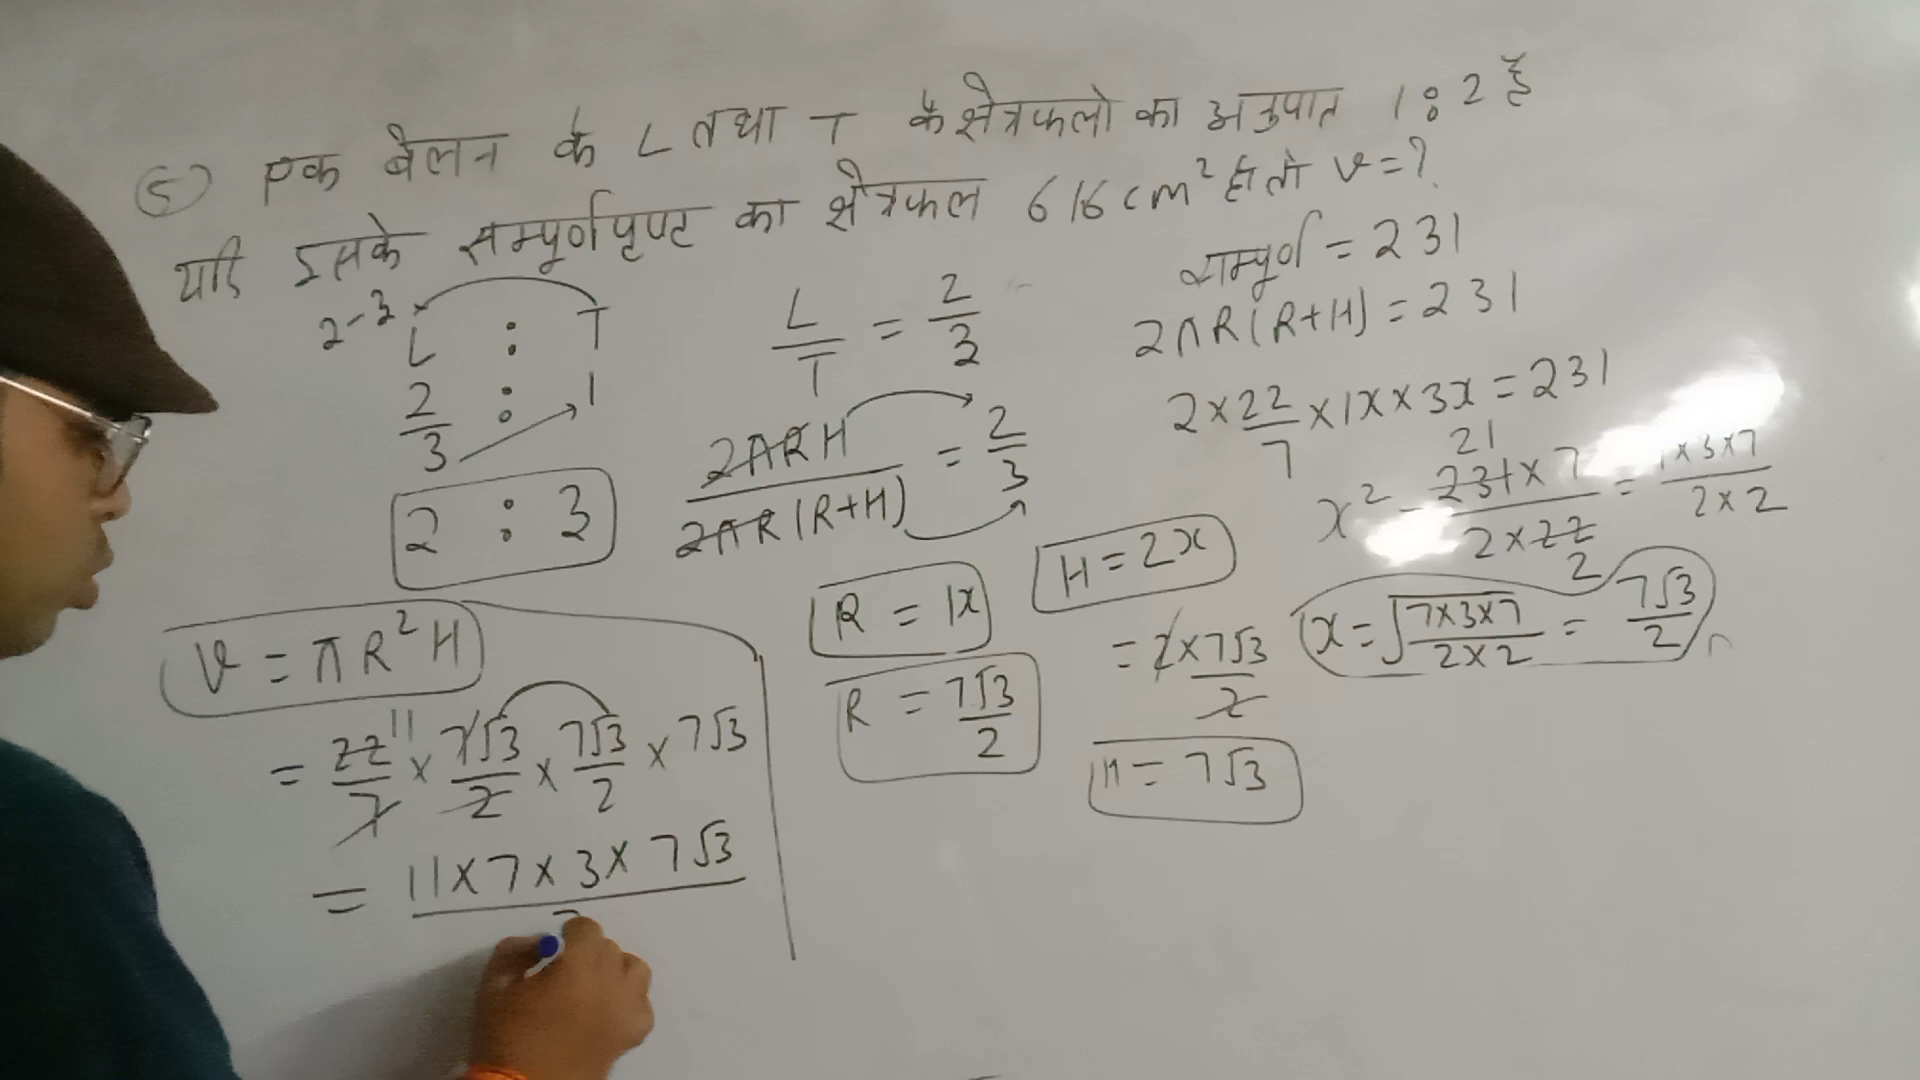 5) एक बेलन के L तथा T के क्षेत्रफलो का अनुपात 1 : 2 है
यदि इसके सम्पूर्णपृष्ट का क्षेत्रफल 616 cm² हो तो V = ?
L : T
2/3 : 1
2 : 3
L/T = 2/3
2πRH / 2πR(R+H) = 2/3
R = 1x
H = 2x
सम्पूर्ण = 231
2πR(R+H) = 231
2 × 22/7 × 1x × 3x = 231
21
x² = 231 × 7 / 2 × 22 = × 3 × 7 / 2 × 2
2
x = √(7×3×7 / 2×2) = 7√3/2
R = 7√3/2
= 2 × 7√3/2
H = 7√3
V = πR²H
= 22/7 11 × 7√3/2 × 7√3/2 × 7√3
= 11 × 7 × 3 × 7√3